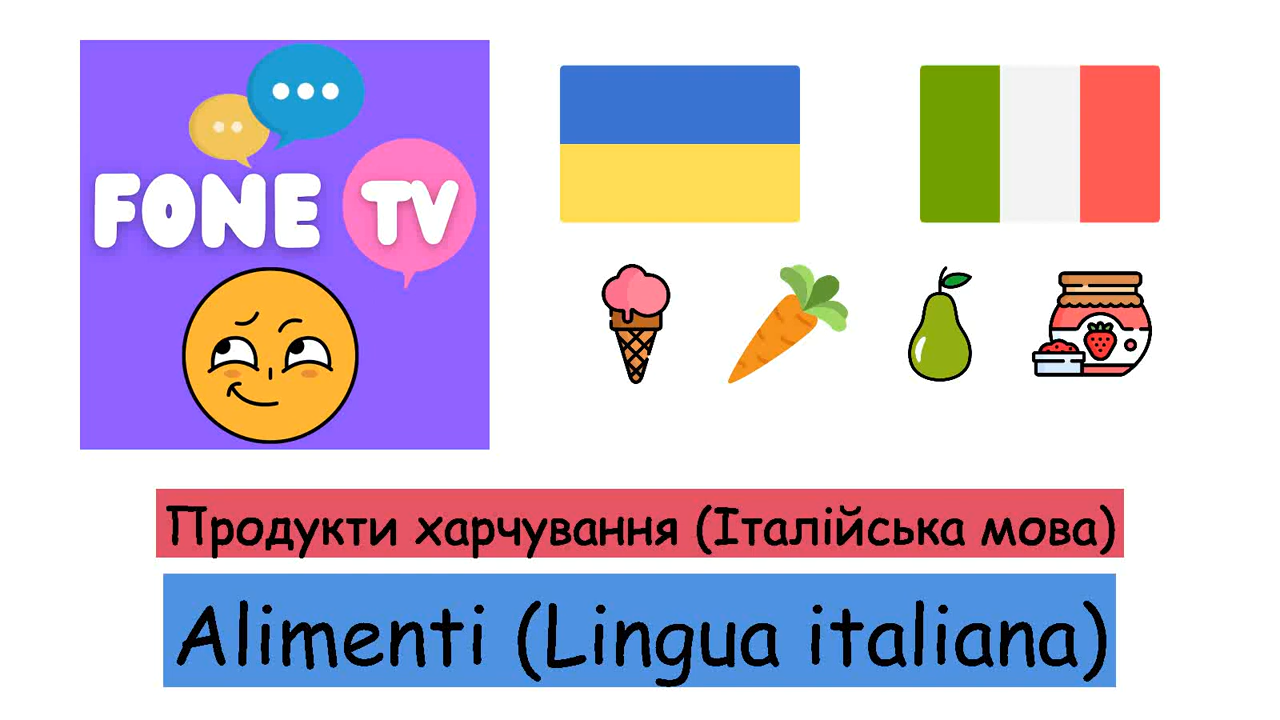 FONE TV
Продукти харчування (Італійська мова)
Alimenti (Lingua italiana)